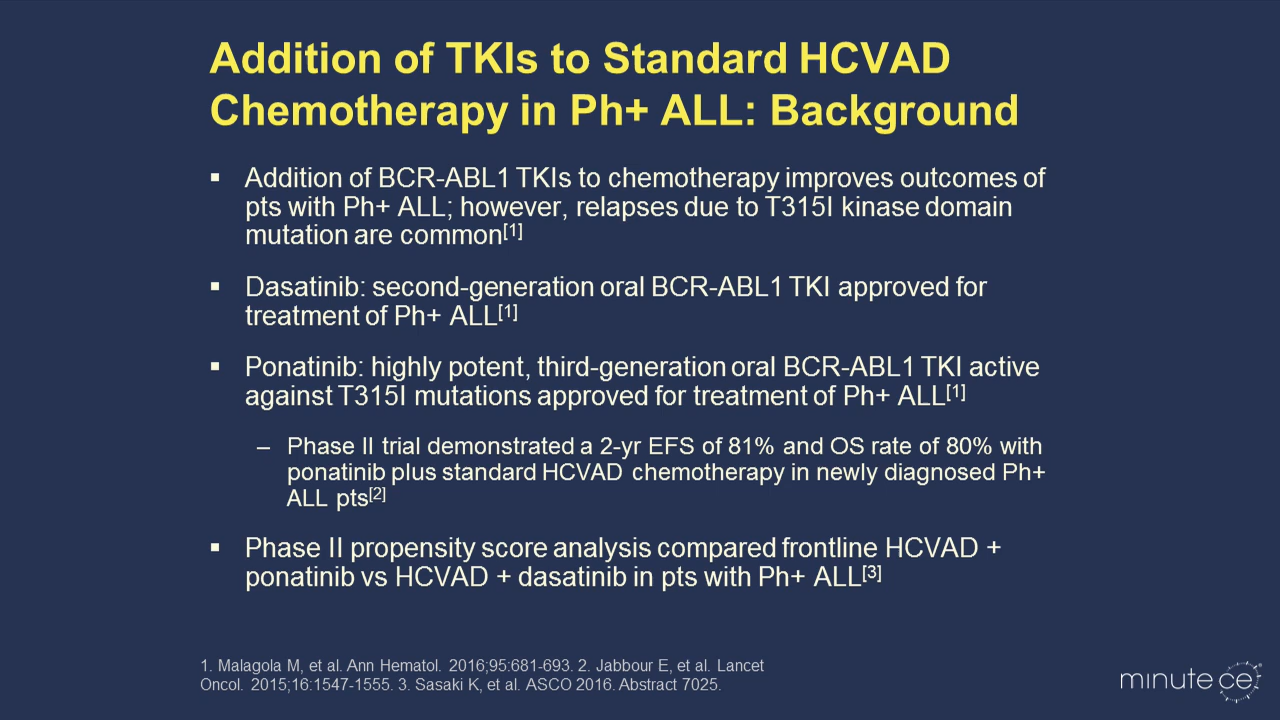 Addition of TKIs to Standard HCVAD
Chemotherapy in Ph+ ALL: Background
▪ Addition of BCR-ABL1 TKIs to chemotherapy improves outcomes of
pts with Ph+ ALL; however, relapses due to T315I kinase domain
mutation are common[1]
▪ Dasatinib: second-generation oral BCR-ABL1 TKI approved for
treatment of Ph+ ALL[1]
▪ Ponatinib: highly potent, third-generation oral BCR-ABL1 TKI active
against T315I mutations approved for treatment of Ph+ ALL[1]
– Phase II trial demonstrated a 2-yr EFS of 81% and OS rate of 80% with
ponatinib plus standard HCVAD chemotherapy in newly diagnosed Ph+
ALL pts[2]
▪ Phase II propensity score analysis compared frontline HCVAD +
ponatinib vs HCVAD + dasatinib in pts with Ph+ ALL[3]
1. Malagola M, et al. Ann Hematol. 2016;95:681-693. 2. Jabbour E, et al. Lancet
Oncol. 2015;16:1547-1555. 3. Sasaki K, et al. ASCO 2016. Abstract 7025.
minute ce®